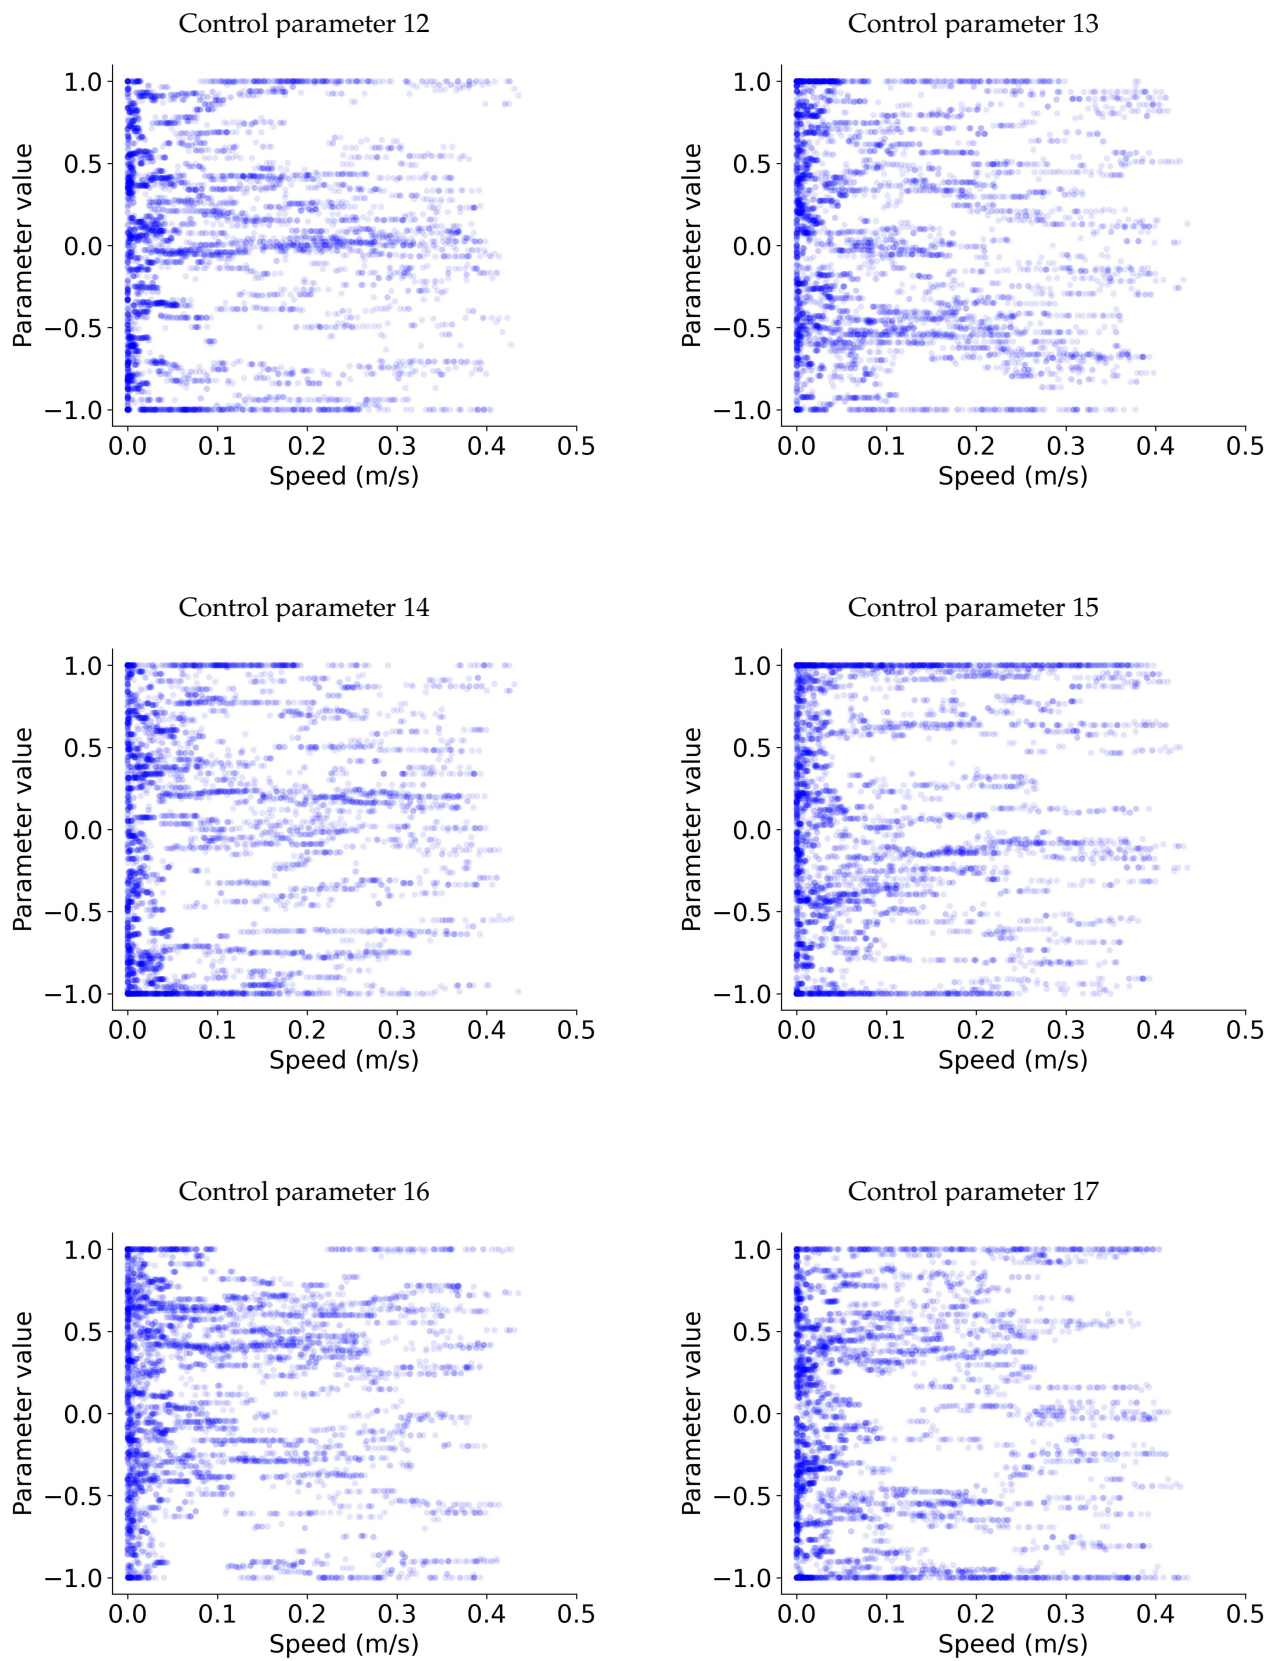 Control parameter 12
Control parameter 13
1.0
0.5
0.0
−0.5
−1.0
Parameter value
0.0 0.1 0.2 0.3 0.4 0.5
Speed (m/s)
1.0
0.5
0.0
−0.5
−1.0
Parameter value
0.0 0.1 0.2 0.3 0.4 0.5
Speed (m/s)
Control parameter 14
Control parameter 15
1.0
0.5
0.0
−0.5
−1.0
Parameter value
0.0 0.1 0.2 0.3 0.4 0.5
Speed (m/s)
1.0
0.5
0.0
−0.5
−1.0
Parameter value
0.0 0.1 0.2 0.3 0.4 0.5
Speed (m/s)
Control parameter 16
Control parameter 17
1.0
0.5
0.0
−0.5
−1.0
Parameter value
0.0 0.1 0.2 0.3 0.4 0.5
Speed (m/s)
1.0
0.5
0.0
−0.5
−1.0
Parameter value
0.0 0.1 0.2 0.3 0.4 0.5
Speed (m/s)